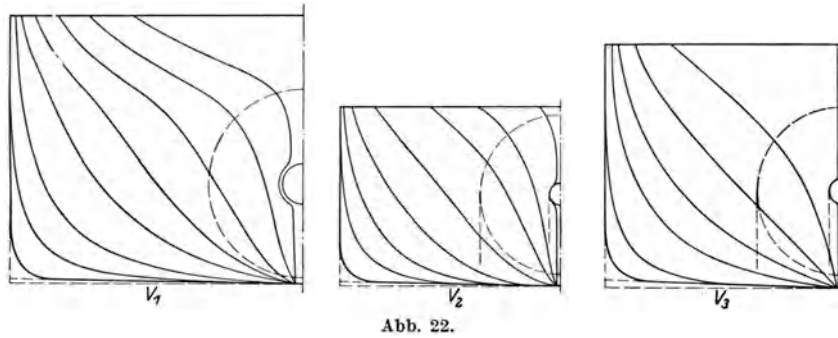 V₁
V₂
V₃
Abb. 22.